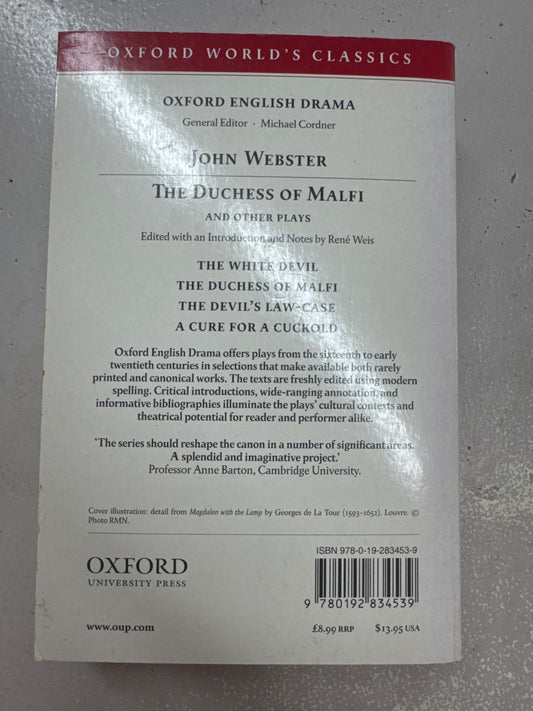 OXFORD WORLD'S CLASSICS
OXFORD ENGLISH DRAMA
General Editor · Michael Cordner
JOHN WEBSTER
THE DUCHESS OF MALFI
AND OTHER PLAYS
Edited with an Introduction and Notes by René Weis
THE WHITE DEVIL
THE DUCHESS OF MALFI
THE DEVIL'S LAW-CASE
A CURE FOR A CUCKOLD
Oxford English Drama offers plays from the sixteenth to early
twentieth centuries in selections that make available both rarely
printed and canonical works. The texts are freshly edited using modern
spelling. Critical introductions, wide-ranging annotation, and
informative bibliographies illuminate the plays' cultural contexts and
theatrical potential for reader and performer alike.
'The series should reshape the canon in a number of significant areas.
A splendid and imaginative project.'
Professor Anne Barton, Cambridge University.
Cover illustration: detail from Magdalen with the Lamp by Georges de La Tour (1593–1652). Louvre. ©
Photo RMN.
OXFORD
UNIVERSITY PRESS
www.oup.com
ISBN 978-0-19-283453-9
9 780192 834539
£8.99 RRP $13.95 USA